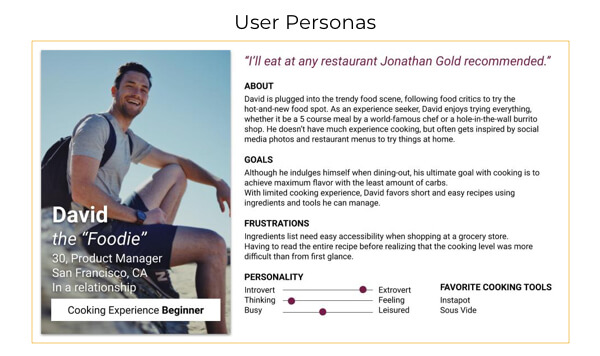 User Personas
"I'll eat at any restaurant Jonathan Gold recommended."
ABOUT
David is plugged into the trendy food scene, following food critics to try the
hot-and-new food spot. As an experience seeker, David enjoys trying everything,
whether it be a 5 course meal by a world-famous chef or a hole-in-the-wall burrito
shop. He doesn't have much experience cooking, but often gets inspired by social
media photos and restaurant menus to try things at home.
GOALS
Although he indulges himself when dining-out, his ultimate goal with cooking is to
achieve maximum flavor with the least amount of carbs.
With limited cooking experience, David favors short and easy recipes using
ingredients and tools he can manage.
FRUSTRATIONS
Ingredients list need easy accessibility when shopping at a grocery store.
Having to read the entire recipe before realizing that the cooking level was more
difficult than from first glance.
PERSONALITY
Introvert Extrovert
Thinking Feeling
Busy Leisured
FAVORITE COOKING TOOLS
Instapot
Sous Vide
David
the "Foodie"
30, Product Manager
San Francisco, CA
In a relationship
Cooking Experience Beginner